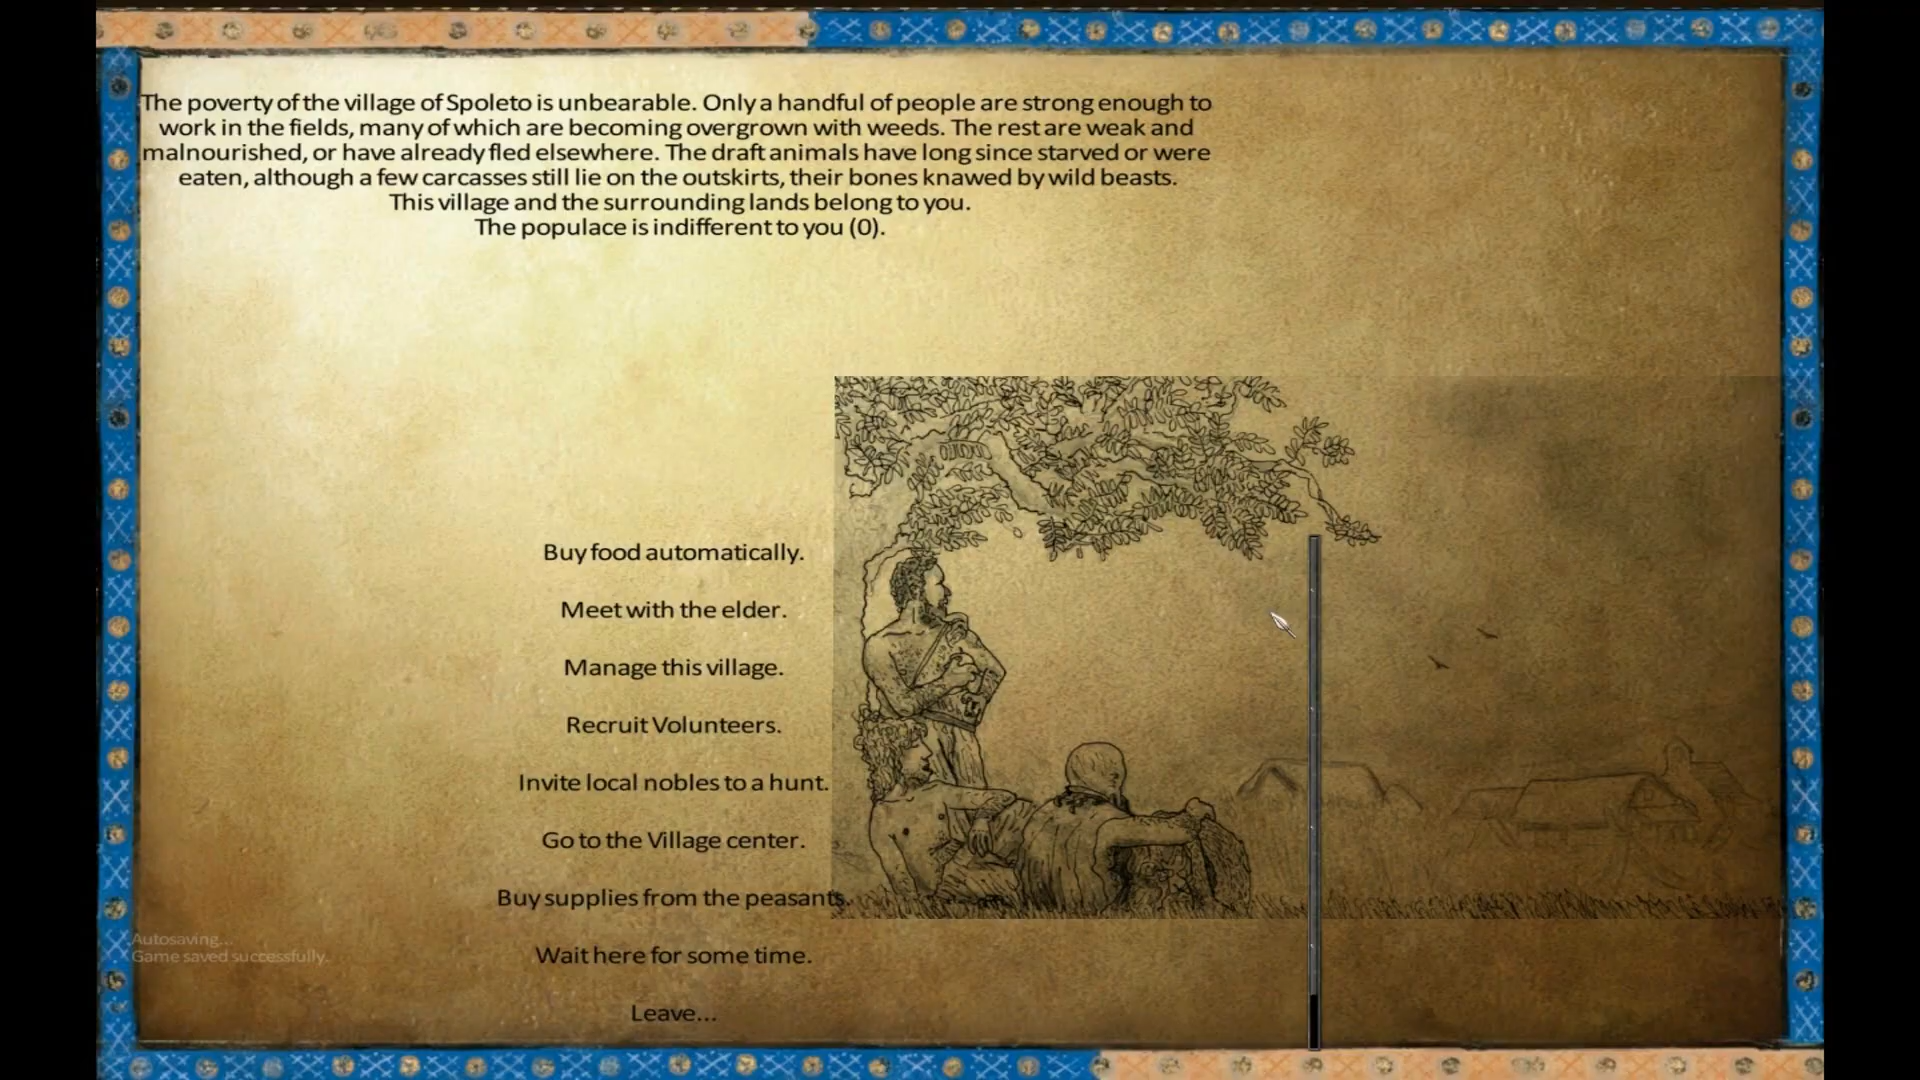 The poverty of the village of Spoleto is unbearable. Only a handful of people are strong enough to
work in the fields, many of which are becoming overgrown with weeds. The rest are weak and
malnourished, or have already fled elsewhere. The draft animals have long since starved or were
eaten, although a few carcasses still lie on the outskirts, their bones knawed by wild beasts.
This village and the surrounding lands belong to you.
The populace is indifferent to you (0).
Buy food automatically.
Meet with the elder.
Manage this village.
Recruit Volunteers.
Invite local nobles to a hunt.
Go to the Village center.
Buy supplies from the peasants.
Autosaving...
Game saved successfully.
Wait here for some time.
Leave...